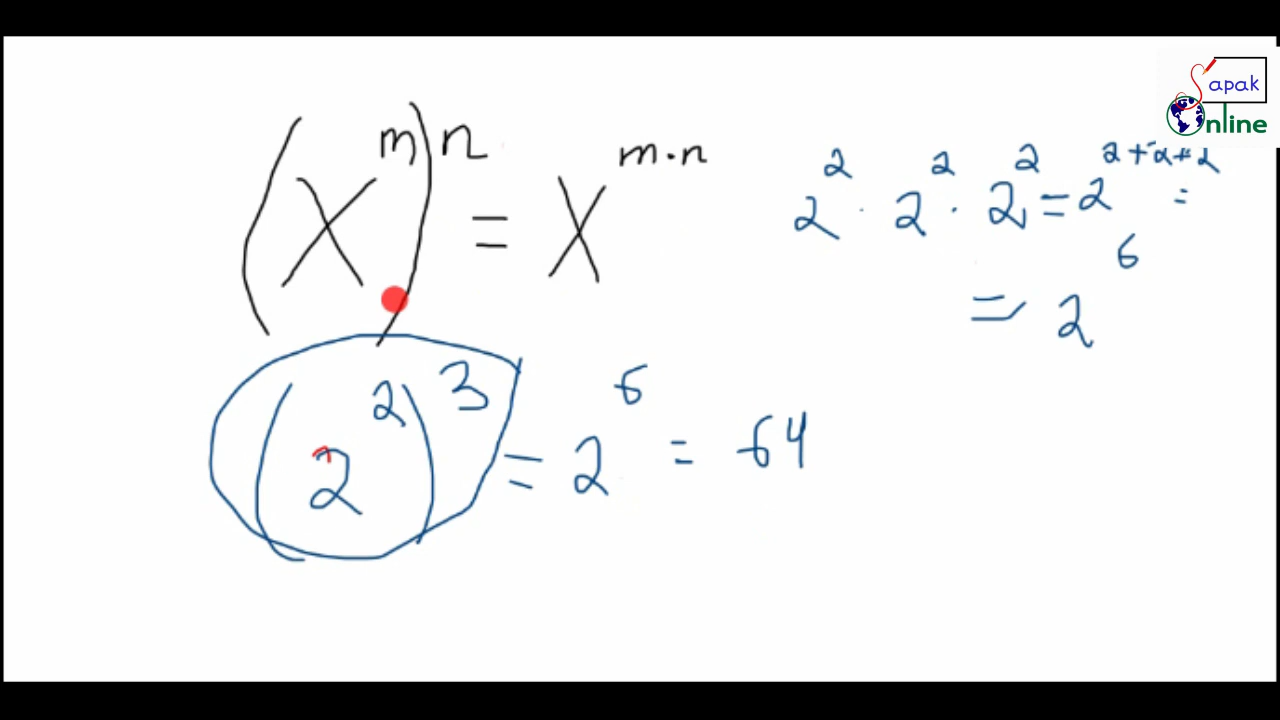 Sapak
Online
(X^m)^n = X^{m·n}
2^2 · 2^2 · 2^2 = 2^{2+2+2} =
= 2^6
(2^2)^3 = 2^6 = 64